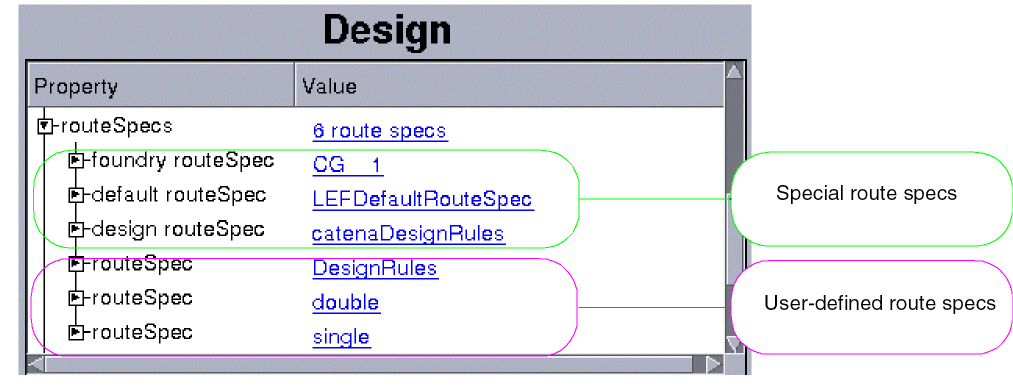 Design
Property Value
routeSpecs 6 route specs
foundry routeSpec CG 1
default routeSpec LEFDefaultRouteSpec
Special route specs
design routeSpec catenaDesignRules
routeSpec DesignRules
routeSpec double
User-defined route specs
routeSpec single